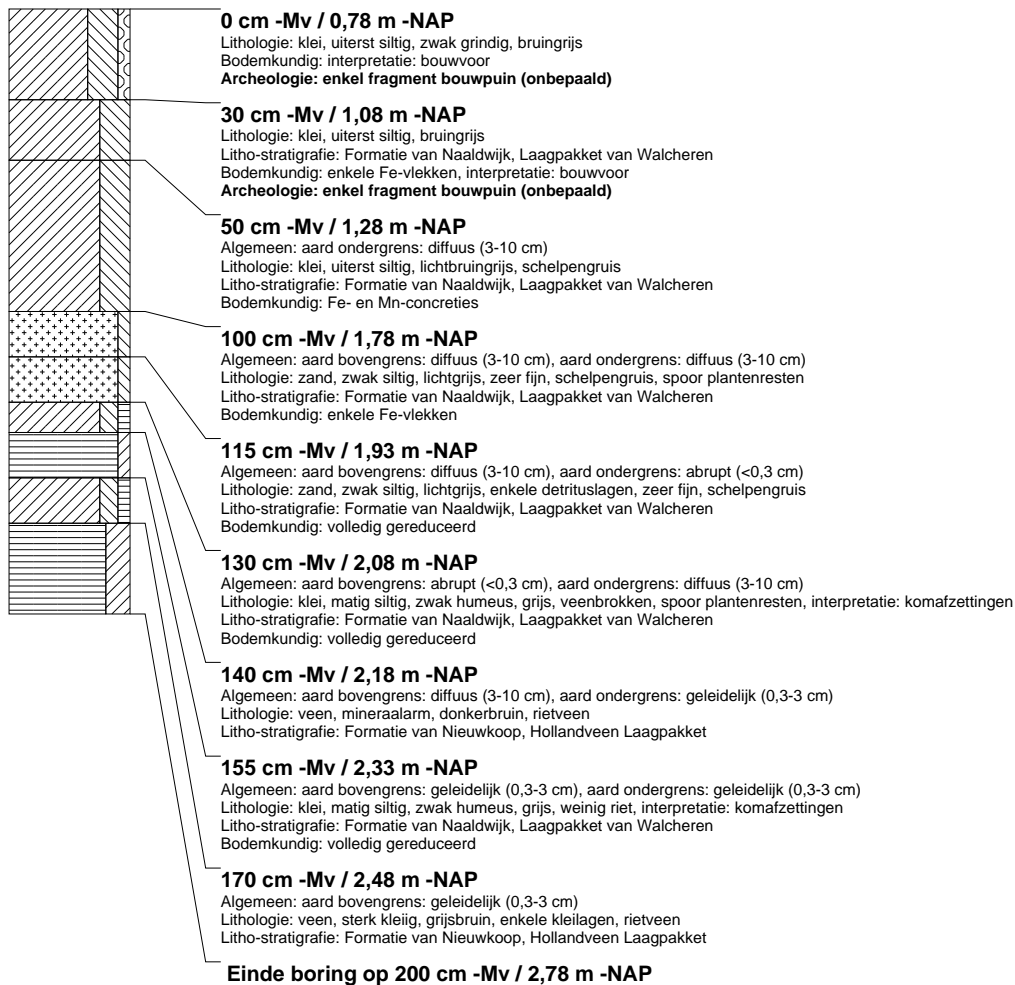 0 cm -Mv / 0,78 m -NAP
Lithologie: klei, uiterst siltig, zwak grindig, bruingrijs
Bodemkundig: interpretatie: bouwvoor
Archeologie: enkel fragment bouwpuin (onbepaald)
30 cm -Mv / 1,08 m -NAP
Lithologie: klei, uiterst siltig, bruingrijs
Litho-stratigrafie: Formatie van Naaldwijk, Laagpakket van Walcheren
Bodemkundig: enkele Fe-vlekken, interpretatie: bouwvoor
Archeologie: enkel fragment bouwpuin (onbepaald)
50 cm -Mv / 1,28 m -NAP
Algemeen: aard ondergrens: diffuus (3-10 cm)
Lithologie: klei, uiterst siltig, lichtbruingrijs, schelpengruis
Litho-stratigrafie: Formatie van Naaldwijk, Laagpakket van Walcheren
Bodemkundig: Fe- en Mn-concreties
100 cm -Mv / 1,78 m -NAP
Algemeen: aard bovengrens: diffuus (3-10 cm), aard ondergrens: diffuus (3-10 cm)
Lithologie: zand, zwak siltig, lichtgrijs, zeer fijn, schelpengruis, spoor plantenresten
Litho-stratigrafie: Formatie van Naaldwijk, Laagpakket van Walcheren
Bodemkundig: enkele Fe-vlekken
115 cm -Mv / 1,93 m -NAP
Algemeen: aard bovengrens: diffuus (3-10 cm), aard ondergrens: abrupt (<0,3 cm)
Lithologie: zand, zwak siltig, lichtgrijs, enkele detrituslagen, zeer fijn, schelpengruis
Litho-stratigrafie: Formatie van Naaldwijk, Laagpakket van Walcheren
Bodemkundig: volledig gereduceerd
130 cm -Mv / 2,08 m -NAP
Algemeen: aard bovengrens: abrupt (<0,3 cm), aard ondergrens: diffuus (3-10 cm)
Lithologie: klei, matig siltig, zwak humeus, grijs, veenbrokken, spoor plantenresten, interpretatie: komafzettingen
Litho-stratigrafie: Formatie van Naaldwijk, Laagpakket van Walcheren
Bodemkundig: volledig gereduceerd
140 cm -Mv / 2,18 m -NAP
Algemeen: aard bovengrens: diffuus (3-10 cm), aard ondergrens: geleidelijk (0,3-3 cm)
Lithologie: veen, mineraalarm, donkerbruin, rietveen
Litho-stratigrafie: Formatie van Nieuwkoop, Hollandveen Laagpakket
155 cm -Mv / 2,33 m -NAP
Algemeen: aard bovengrens: geleidelijk (0,3-3 cm), aard ondergrens: geleidelijk (0,3-3 cm)
Lithologie: klei, matig siltig, zwak humeus, grijs, weinig riet, interpretatie: komafzettingen
Litho-stratigrafie: Formatie van Naaldwijk, Laagpakket van Walcheren
Bodemkundig: volledig gereduceerd
170 cm -Mv / 2,48 m -NAP
Algemeen: aard bovengrens: geleidelijk (0,3-3 cm)
Lithologie: veen, sterk kleiig, grijsbruin, enkele kleilagen, rietveen
Litho-stratigrafie: Formatie van Nieuwkoop, Hollandveen Laagpakket
Einde boring op 200 cm -Mv / 2,78 m -NAP